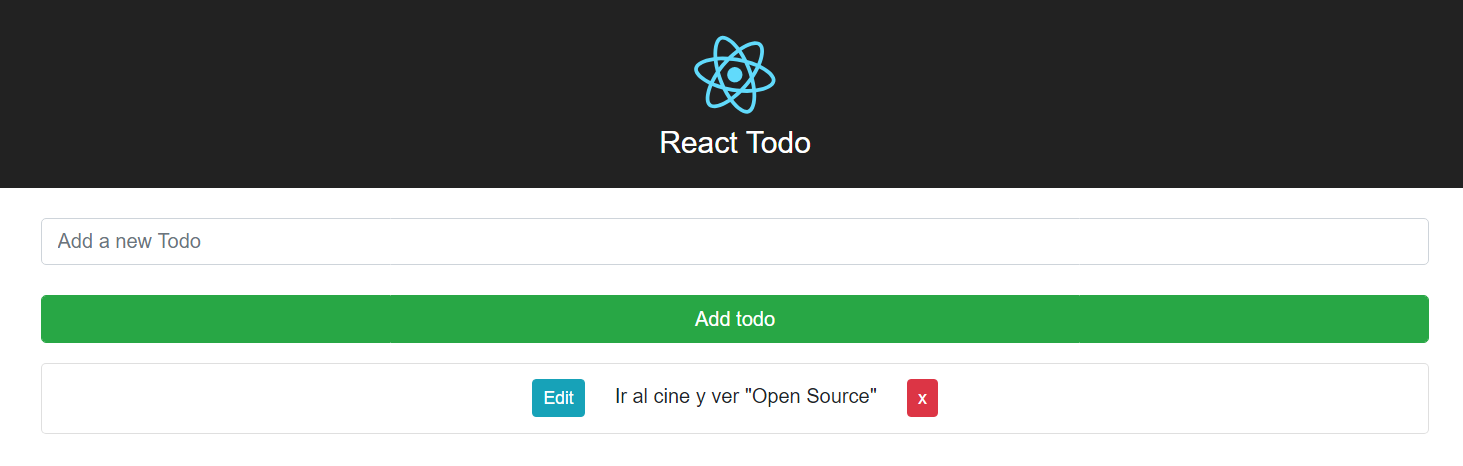 React Todo
Add a new Todo
Add todo
Edit Ir al cine y ver "Open Source" x